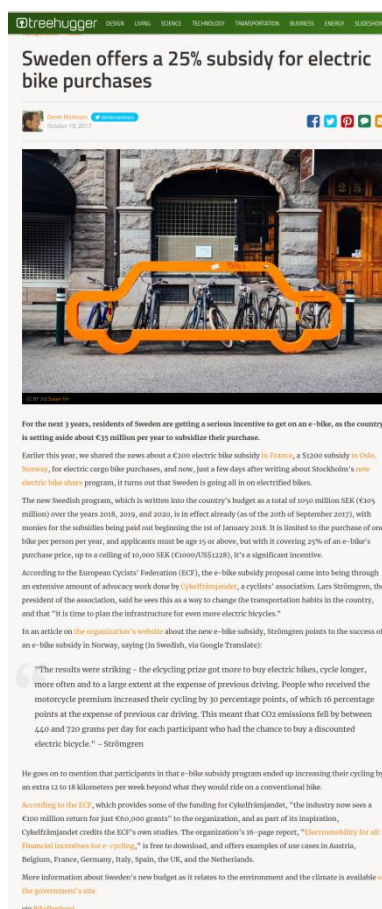 treehugger DESIGN LIVING SCIENCE TECHNOLOGY TRANSPORTATION BUSINESS ENERGY SLIDESHOWS
Sweden offers a 25% subsidy for electric
bike purchases
Derek Markham
October 19, 2017
CC BY 3.0
For the next 3 years, residents of Sweden are getting a serious incentive to get on an e-bike, as the country
is setting aside about €35 million per year to subsidize their purchase.
Earlier this year, we shared the news about a €200 electric bike subsidy in France, a $1200 subsidy in Oslo,
Norway, for electric cargo bike purchases, and now, just a few days after writing about Stockholm's new
electric bike share program, it turns out that Sweden is going all in on electrified bikes.
The new Swedish program, which is written into the country's budget as a total of 1050 million SEK (€105
million) over the years 2018, 2019, and 2020, is in effect already (as of the 20th of September 2017), with
monies for the subsidies being paid out beginning the 1st of January 2018. It is limited to the purchase of one
bike per person per year, and applicants must be age 15 or above, but with it covering 25% of an e-bike's
purchase price, up to a ceiling of 10,000 SEK (€1000/US$1228), it's a significant incentive.
According to the European Cyclists' Federation (ECF), the e-bike subsidy proposal came into being through
an extensive amount of advocacy work done by Cykelfrämjandet, a cyclists' association. Lars Strömgren, the
president of the association, said he sees this as a way to change the transportation habits in the country,
and that "it is time to plan the infrastructure for even more electric bicycles."
In an article on the organization's website about the new e-bike subsidy, Strömgren points to the success of
an e-bike subsidy in Norway, saying (in Swedish, via Google Translate):
"The results were striking - the elcycling prize got more to buy electric bikes, cycle longer,
more often and to a large extent at the expense of previous driving. People who received the
motorcycle premium increased their cycling by 30 percentage points, of which 16 percentage
points at the expense of previous car driving. This meant that CO2 emissions fell by between
440 and 720 grams per day for each participant who had the chance to buy a discounted
electric bicycle." - Strömgren
He goes on to mention that participants in that e-bike subsidy program ended up increasing their cycling by
an extra 12 to 18 kilometers per week beyond what they would ride on a conventional bike.
According to the ECF, which provides some of the funding for Cykelfrämjandet, "the industry now sees a
€100 million return for just €60,000 grants" to the organization, and as part of its inspiration,
Cykelfrämjandet credits the ECF's own studies. The organization's 16-page report, "Electromobility for all:
Financial incentives for e-cycling," is free to download, and offers examples of use cases in Austria,
Belgium, France, Germany, Italy, Spain, the UK, and the Netherlands.
More information about Sweden's new budget as it relates to the environment and the climate is available on
the government's site.